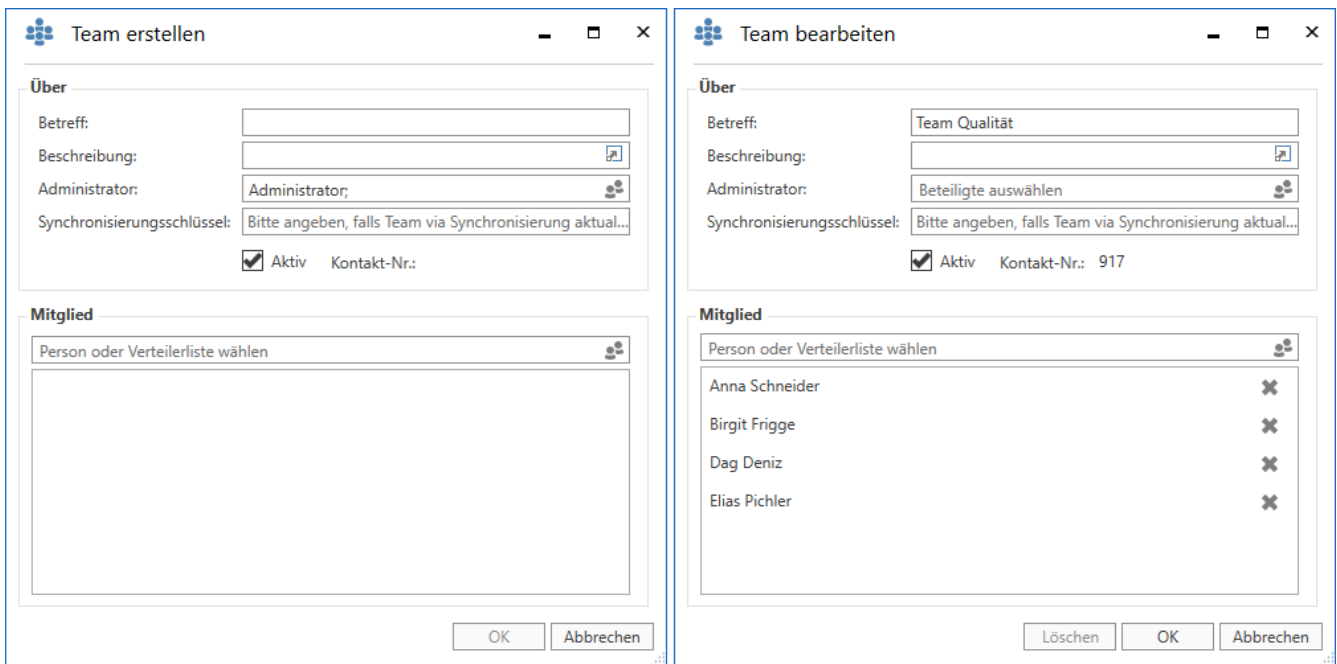 Team erstellen
Über
Betreff:
Beschreibung:
Administrator: Administrator;
Synchronisierungsschlüssel: Bitte angeben, falls Team via Synchronisierung aktual...
Aktiv Kontakt-Nr.:
Mitglied
Person oder Verteilerliste wählen
OK Abbrechen
Team bearbeiten
Über
Betreff: Team Qualität
Beschreibung:
Administrator: Beteiligte auswählen
Synchronisierungsschlüssel: Bitte angeben, falls Team via Synchronisierung aktual...
Aktiv Kontakt-Nr.: 917
Mitglied
Person oder Verteilerliste wählen
Anna Schneider
Birgit Frigge
Dag Deniz
Elias Pichler
Löschen OK Abbrechen